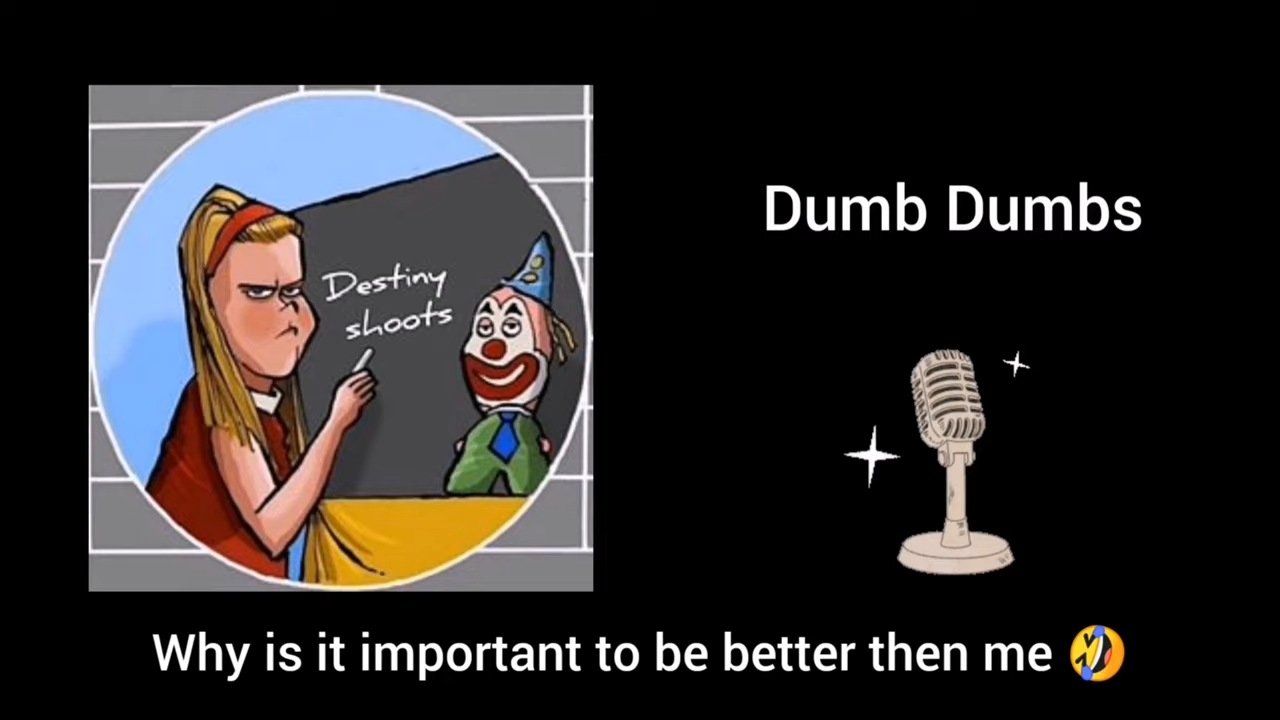 Destiny
shoots
Dumb Dumbs
Why is it important to be better then me 🤣